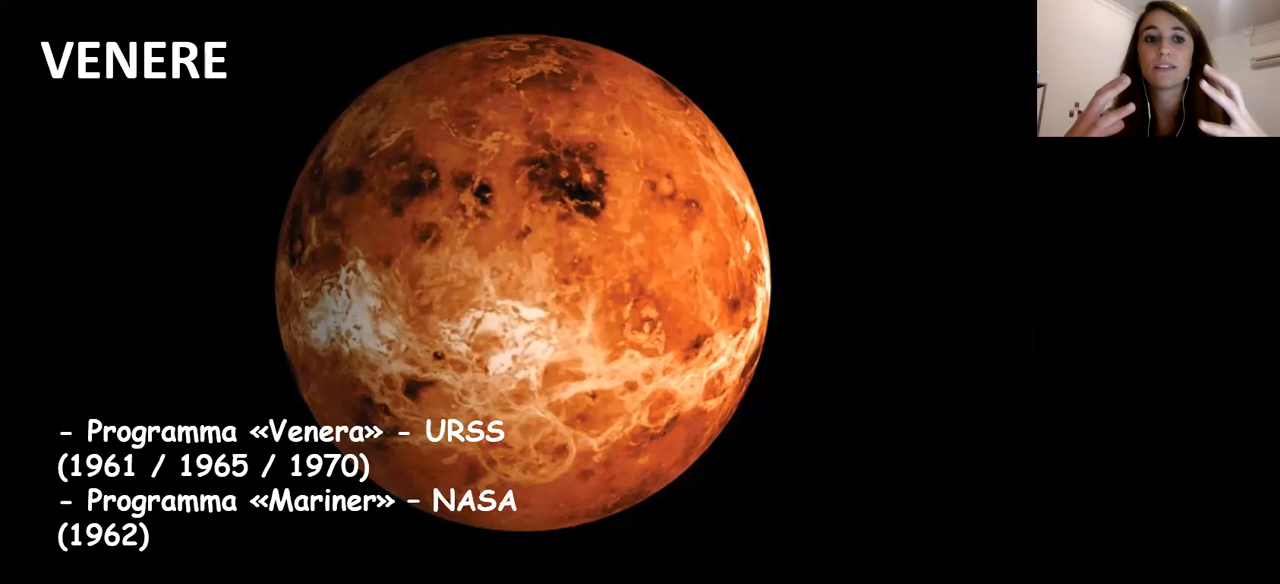 VENERE
- Programma «Venera» - URSS
(1961 / 1965 / 1970)
- Programma «Mariner» - NASA
(1962)